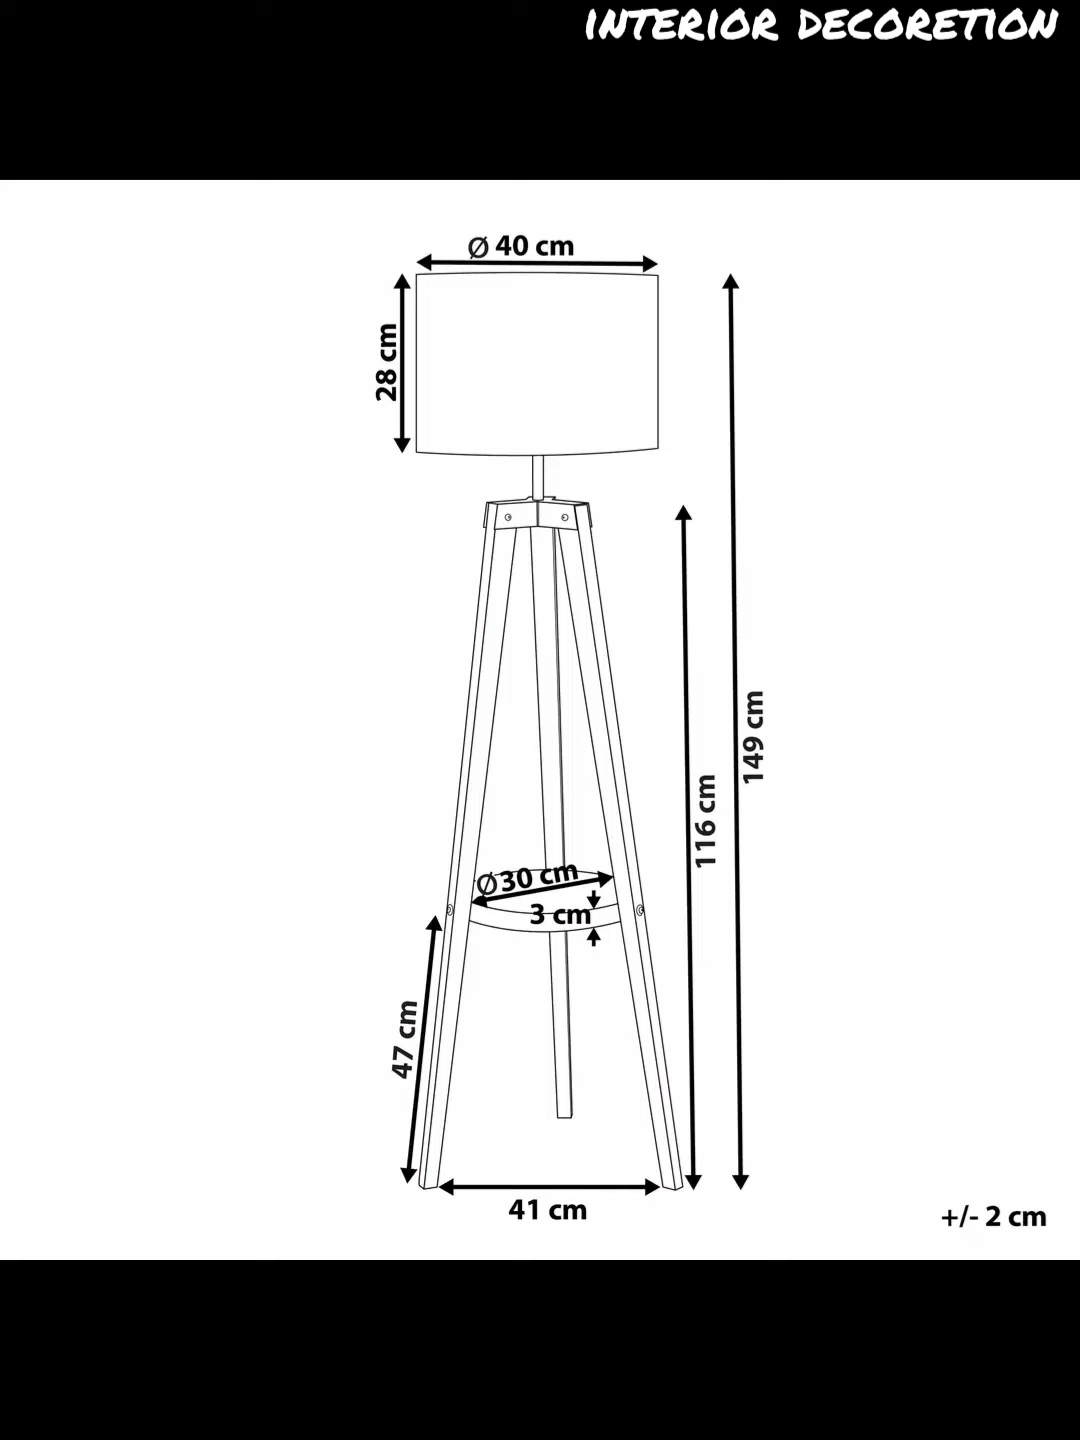 INTERIOR DECORETION
Ø 40 cm
28 cm
149 cm
116 cm
Ø 30 cm
3 cm
47 cm
41 cm
+/- 2 cm